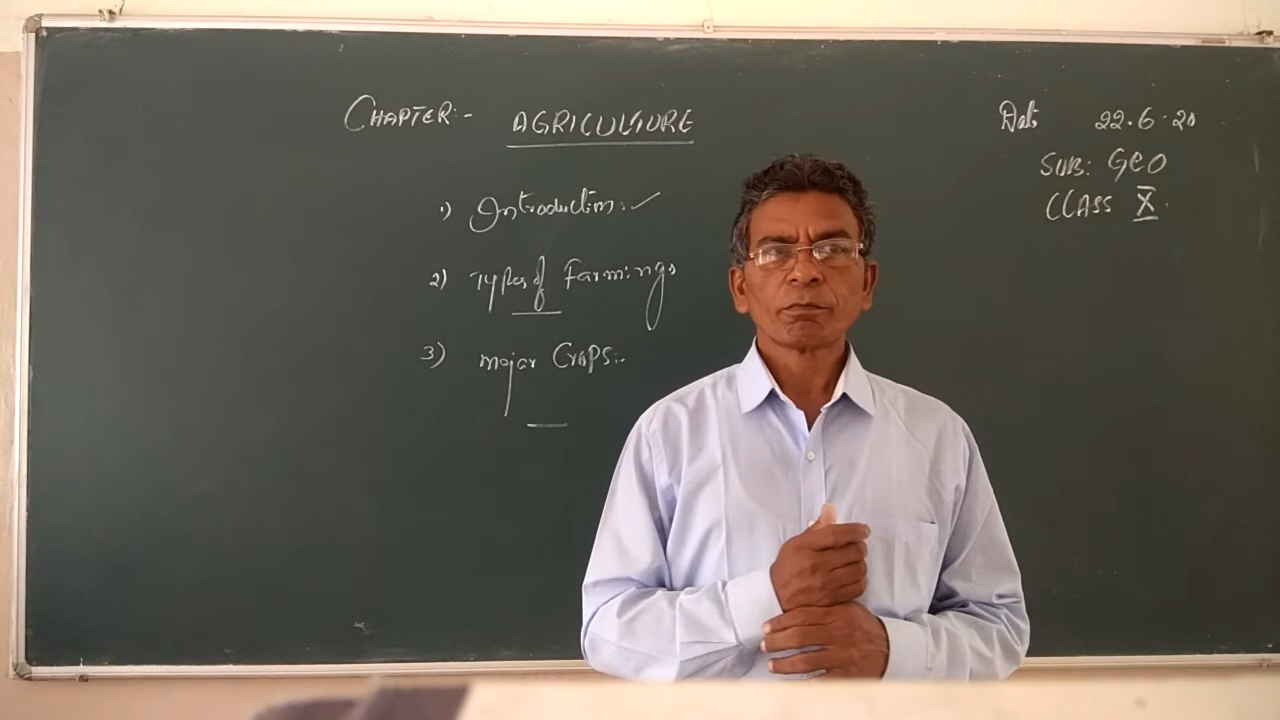 CHAPTER:- AGRICULTURE
1) Introduction:- ✓
2) Types of Farmings
3) major Crops:-
Date 22.6.20
SUB: GEO
CLASS X.